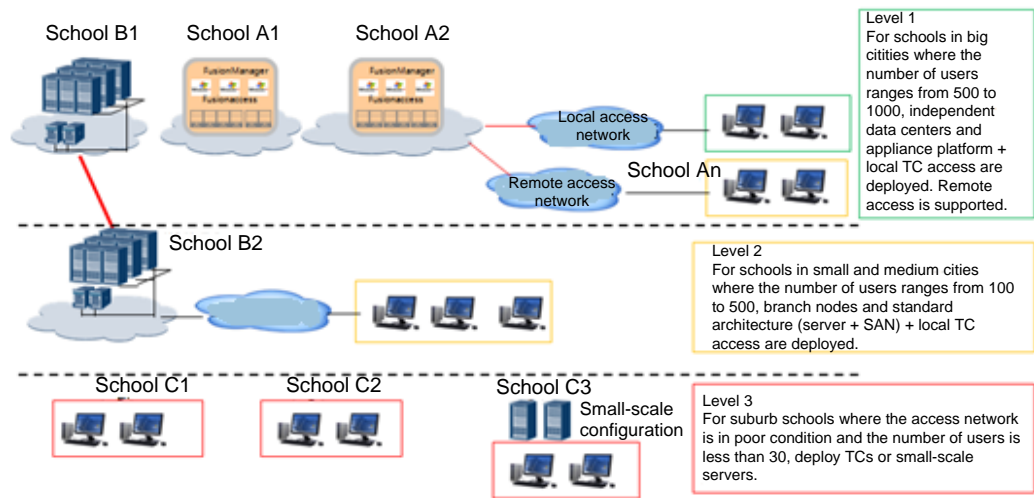 School B1
School A1
School A2
FusionManager
Fusionaccess
FusionManager
Fusionaccess
Local access
network
School An
Remote access
network
Level 1
For schools in big
citities where the
number of users
ranges from 500 to
1000, independent
data centers and
appliance platform +
local TC access are
deployed. Remote
access is supported.
School B2
Level 2
For schools in small and medium cities
where the number of users ranges from 100
to 500, branch nodes and standard
architecture (server + SAN) + local TC
access are deployed.
School C1
School C2
School C3
Small-scale
configuration
Level 3
For suburb schools where the access network
is in poor condition and the number of users is
less than 30, deploy TCs or small-scale
servers.